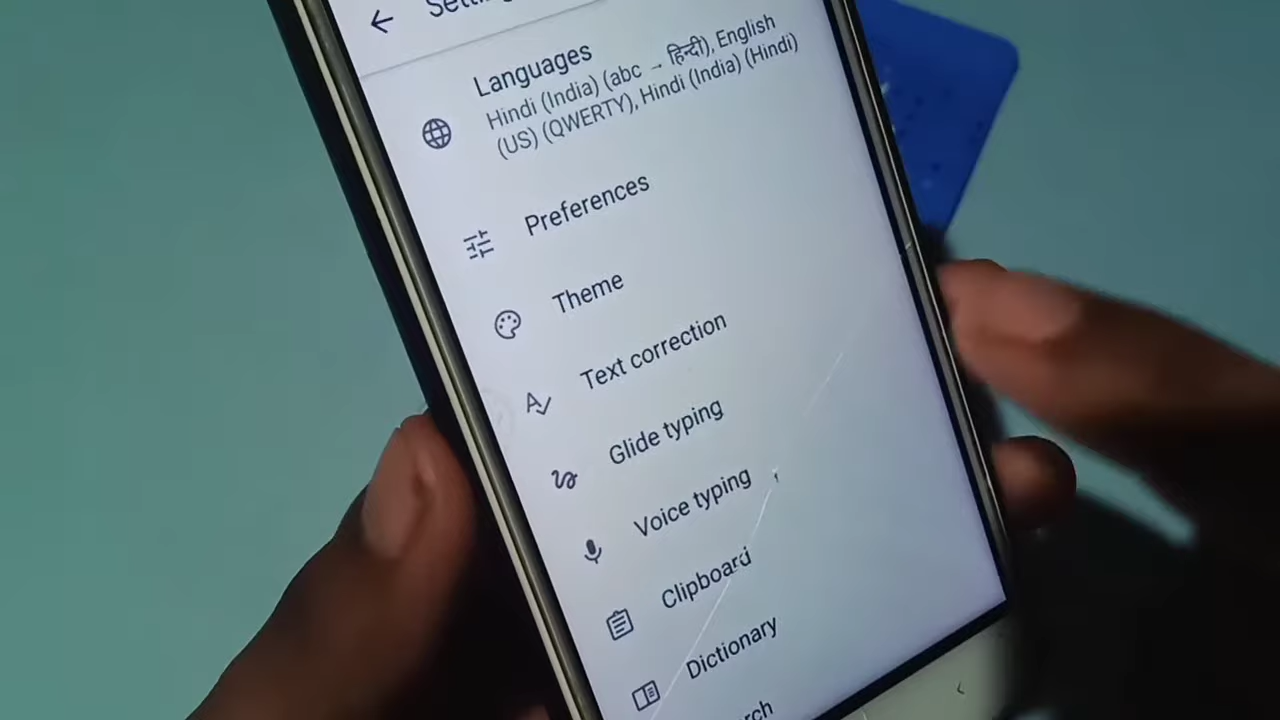 Languages
Hindi (India) (abc → हिन्दी), English
(US) (QWERTY), Hindi (India) (Hindi)
Preferences
Theme
Text correction
Glide typing
Voice typing
Clipboard
Dictionary